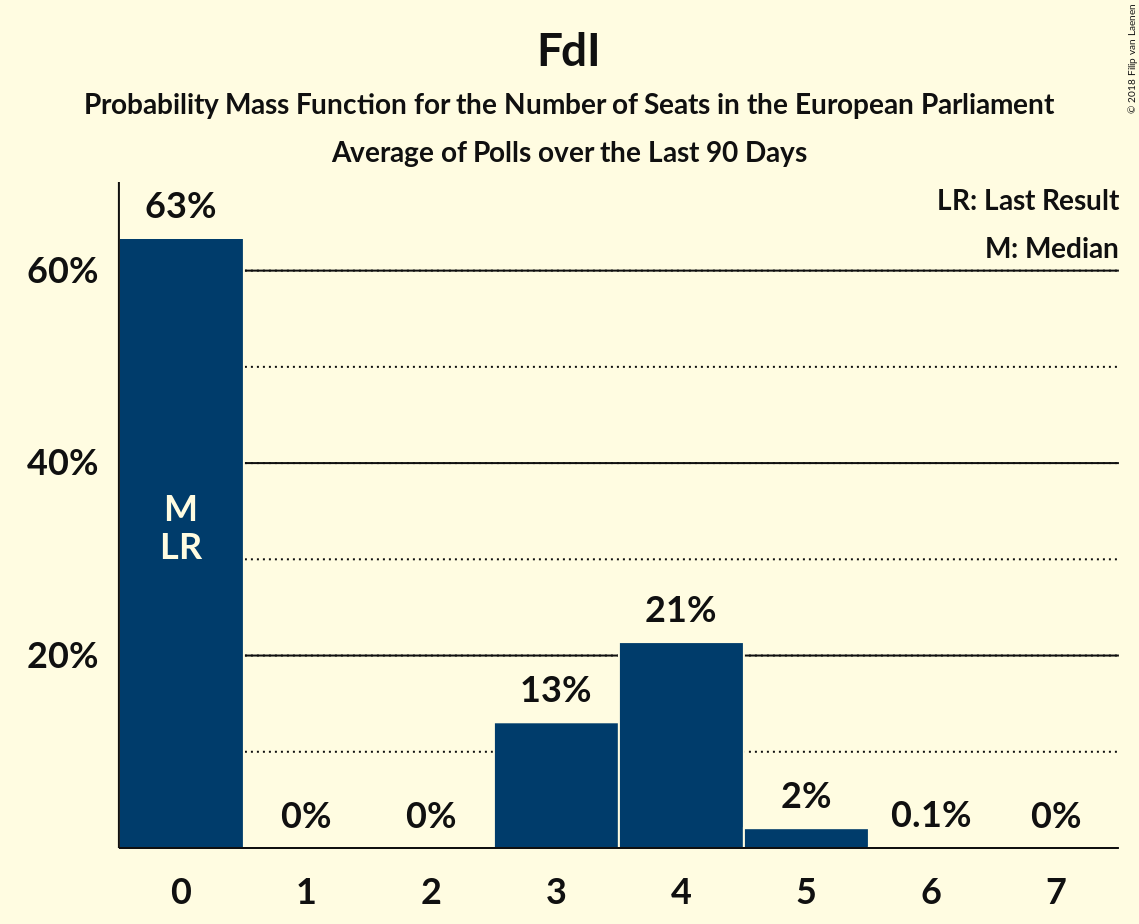 FdI
Probability Mass Function for the Number of Seats in the European Parliament
Average of Polls over the Last 90 Days
© 2018 Filip van Laenen
LR: Last Result
M: Median
63%
60%
40%
20%
M
LR
0%
0%
13%
21%
2%
0.1%
0%
0 1 2 3 4 5 6 7